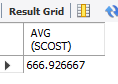 Result Grid
AVG
(SCOST)
666.926667